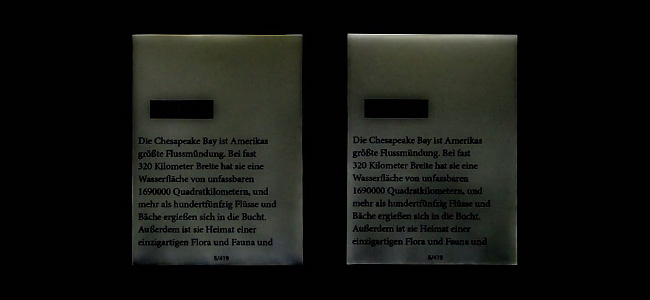 Die Chesapeake Bay ist Amerikas
größte Flussmündung. Bei fast
320 Kilometer Breite hat sie eine
Wasserfläche von unfassbaren
1690000 Quadratkilometern, und
mehr als hundertfünfzig Flüsse und
Bäche ergießen sich in die Bucht.
Außerdem ist sie Heimat einer
einzigartigen Flora und Fauna und
5/419
Die Chesapeake Bay ist Amerikas
größte Flussmündung. Bei fast
320 Kilometer Breite hat sie eine
Wasserfläche von unfassbaren
1690000 Quadratkilometern, und
mehr als hundertfünfzig Flüsse und
Bäche ergießen sich in die Bucht.
Außerdem ist sie Heimat einer
einzigartigen Flora und Fauna und
5/419